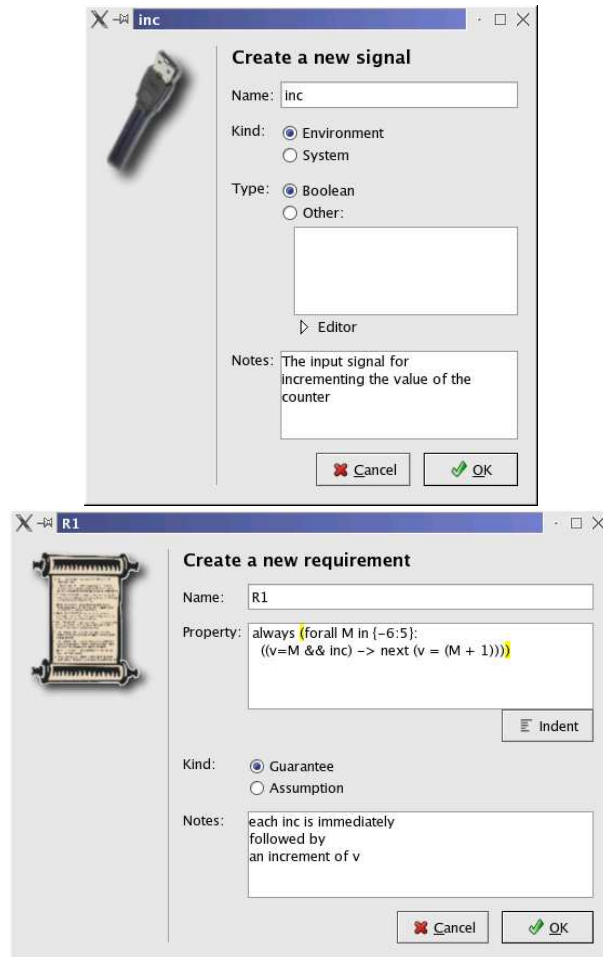 inc
Create a new signal
Name: inc
Kind: Environment
System
Type: Boolean
Other:
Editor
Notes: The input signal for
incrementing the value of the
counter
Cancel OK
R1
Create a new requirement
Name: R1
Property: always (forall M in {-6:5}:
((v=M && inc) -> next (v = (M + 1))))
Indent
Kind: Guarantee
Assumption
Notes: each inc is immediately
followed by
an increment of v
Cancel OK